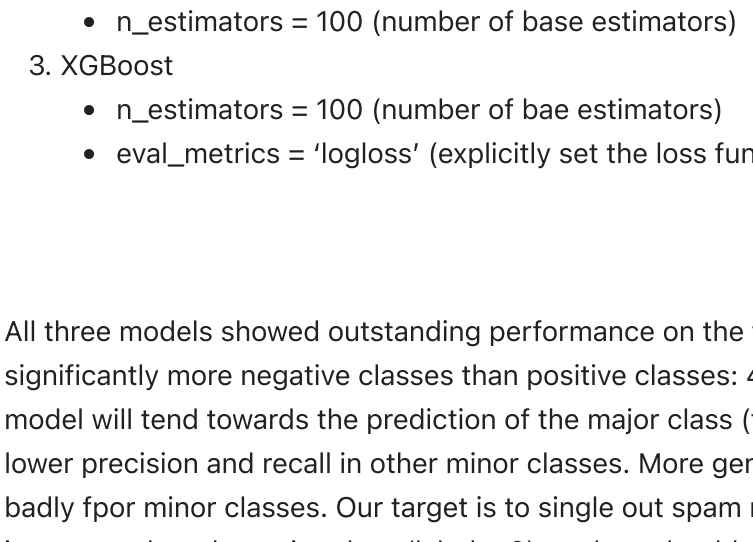 • n_estimators = 100 (number of base estimators)
3. XGBoost
• n_estimators = 100 (number of bae estimators)
• eval_metrics = ‘logloss’ (explicitly set the loss
All three models showed outstanding performance on the
significantly more negative classes than positive classes:
model will tend towards the prediction of the major class
lower precision and recall in other minor classes. More
badly fpor minor classes. Our target is to single out spam